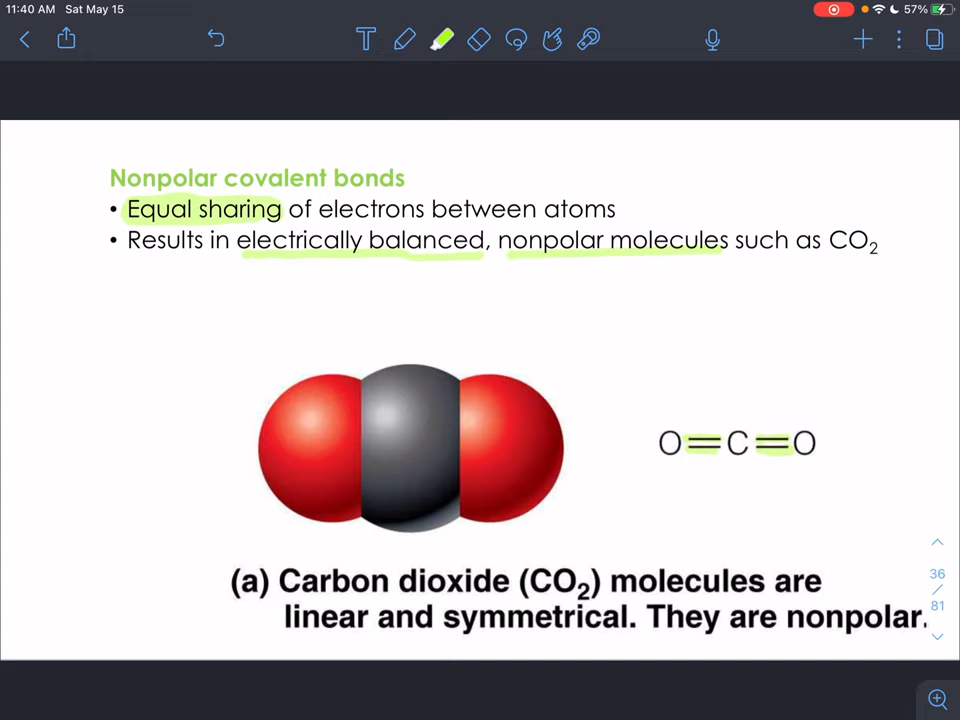 11:40 AM Sat May 15
57%
T
Nonpolar covalent bonds
• Equal sharing of electrons between atoms
• Results in electrically balanced, nonpolar molecules such as CO₂
O=C=O
(a) Carbon dioxide (CO₂) molecules are
linear and symmetrical. They are nonpolar.
36
/
81